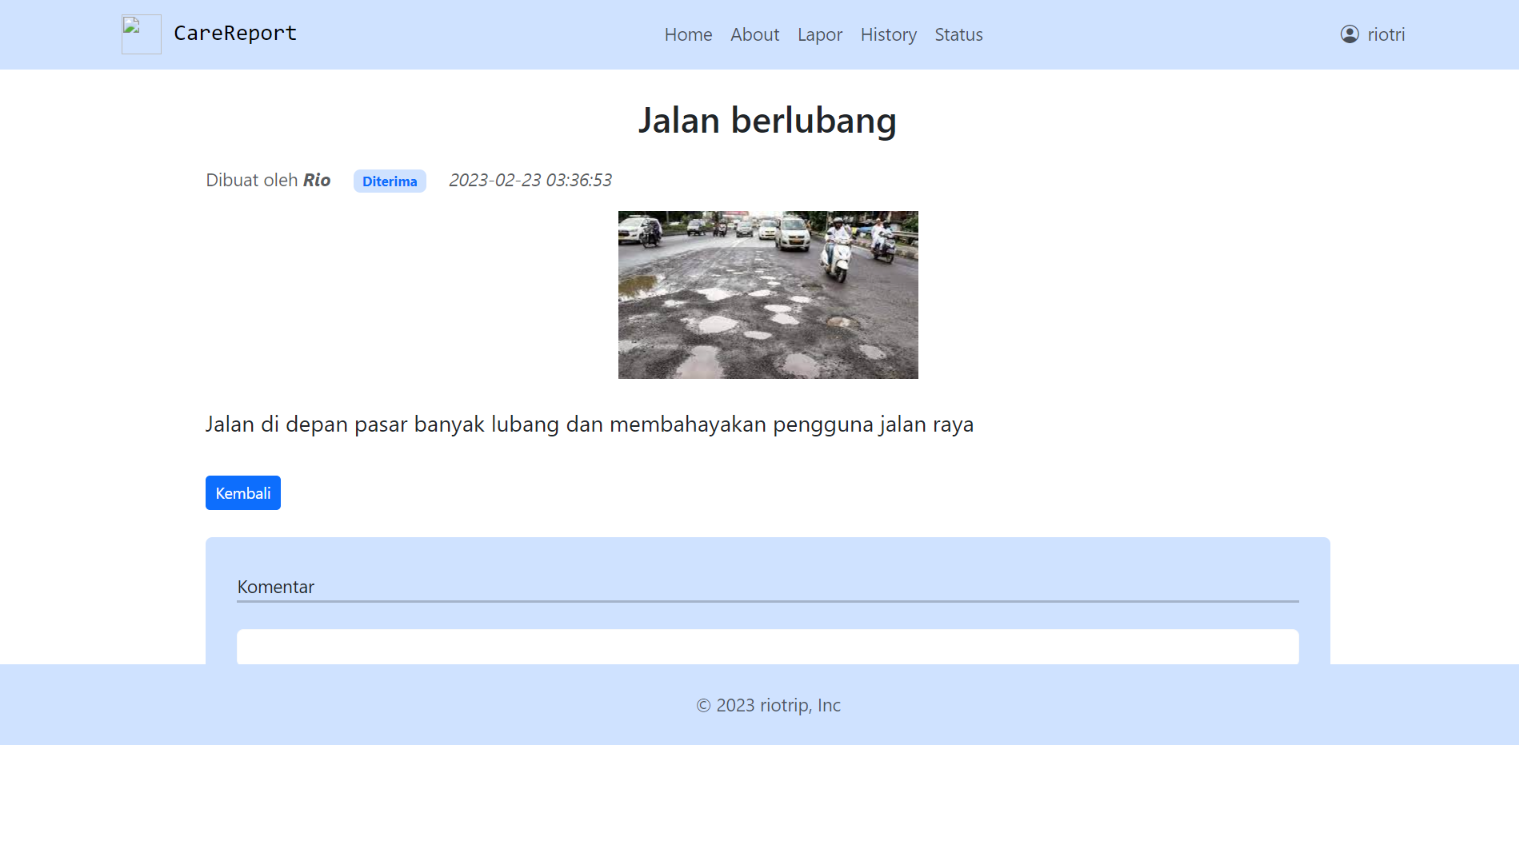 CareReport Home About Lapor History Status riotri
Jalan berlubang
Dibuat oleh Rio Diterima 2023-02-23 03:36:53
Jalan di depan pasar banyak lubang dan membahayakan pengguna jalan raya
Kembali
Komentar
© 2023 riotrip, Inc